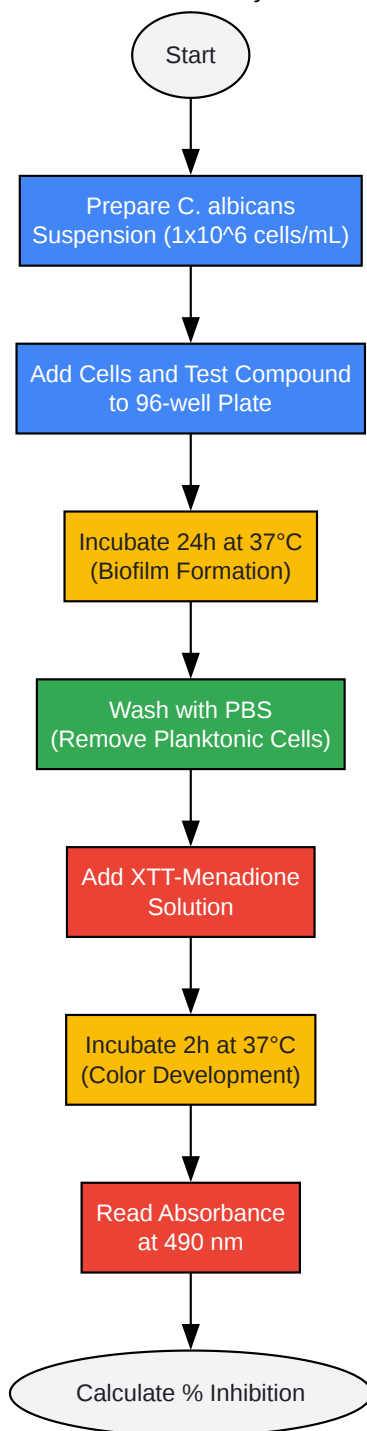 Start
Prepare C. albicans
Suspension (1x10^6 cells/mL)
Add Cells and Test Compound
to 96-well Plate
Incubate 24h at 37°C
(Biofilm Formation)
Wash with PBS
(Remove Planktonic Cells)
Add XTT-Menadione
Solution
Incubate 2h at 37°C
(Color Development)
Read Absorbance
at 490 nm
Calculate % Inhibition